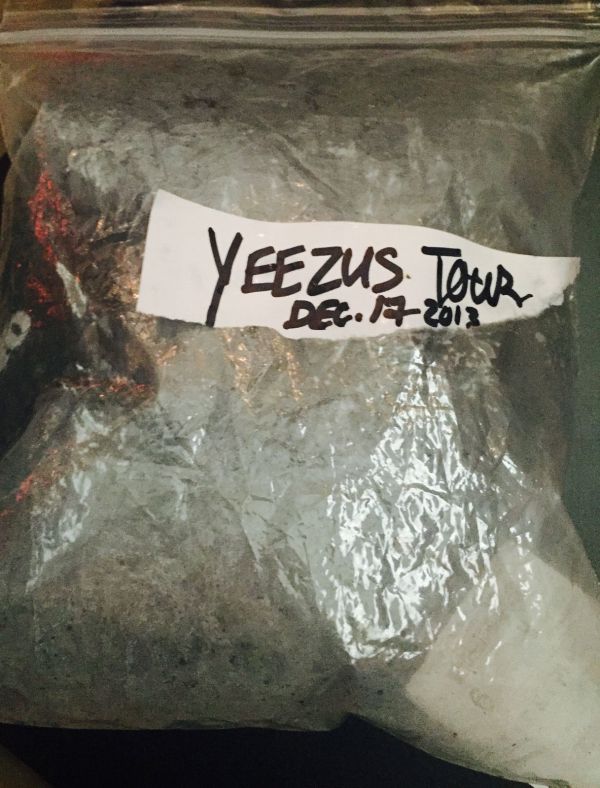 YEEZUS. TOUR
DEC. 17 2013